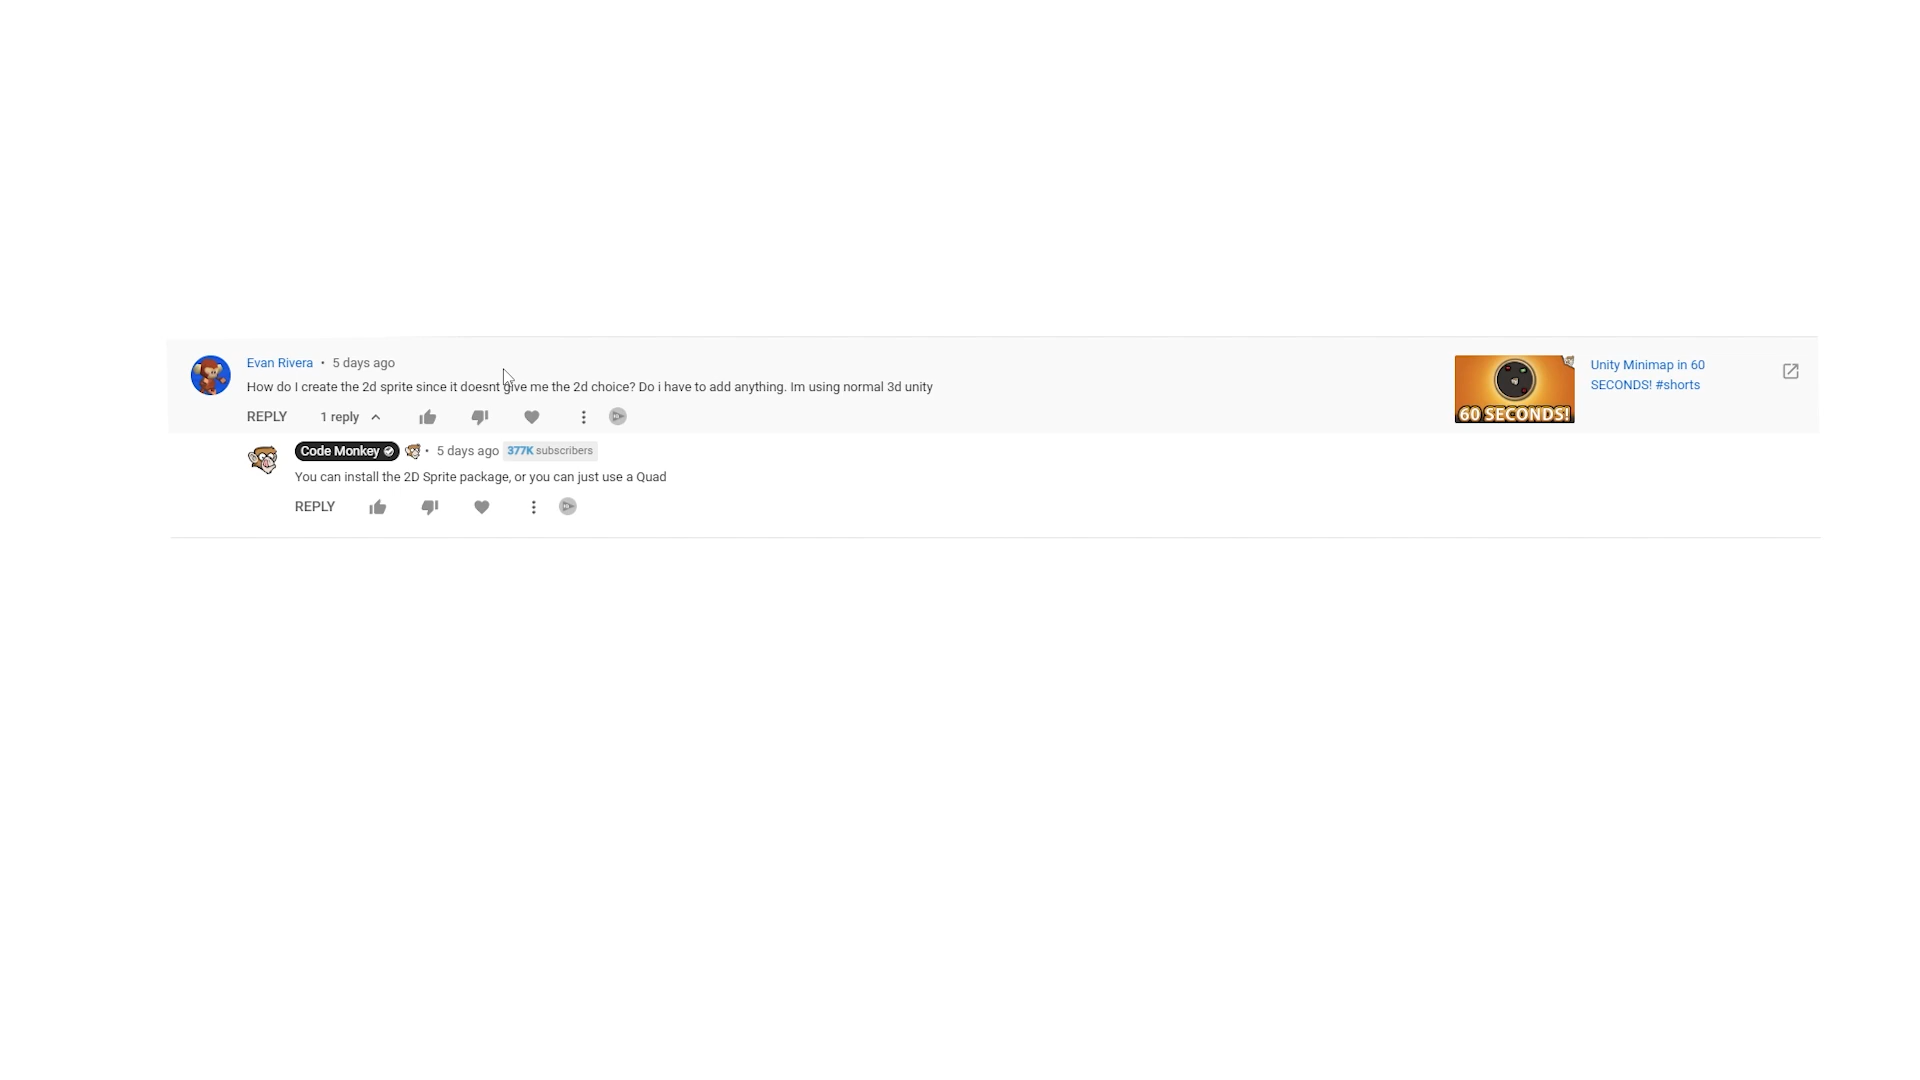 Evan Rivera • 5 days ago
How do I create the 2d sprite since it doesnt give me the 2d choice? Do i have to add anything. Im using normal 3d unity
REPLY 1 reply
60 SECONDS!
Unity Minimap in 60
SECONDS! #shorts
Code Monkey • 5 days ago 377K subscribers
You can install the 2D Sprite package, or you can just use a Quad
REPLY